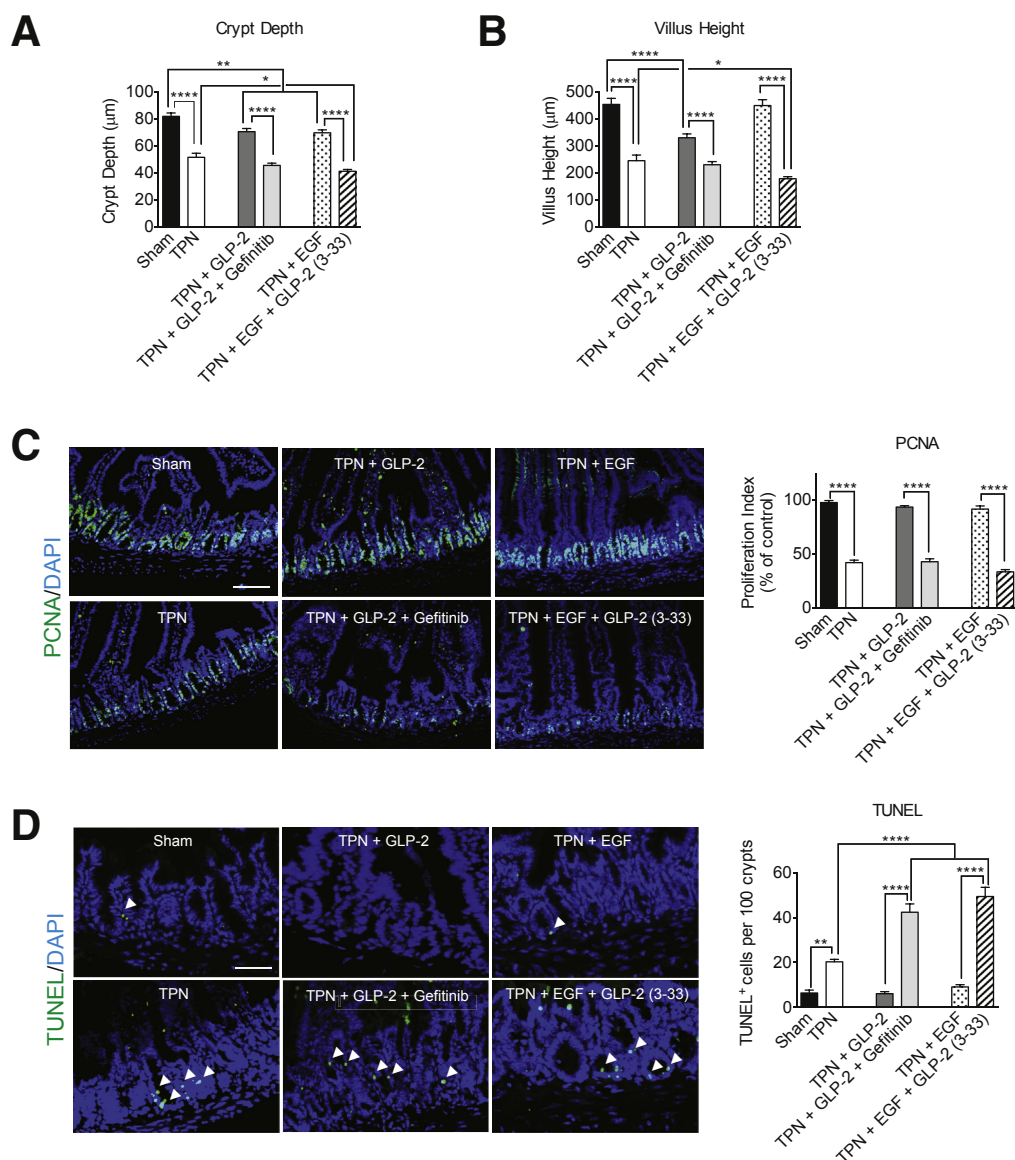 A
Crypt Depth
**
*
****
****
****
Crypt Depth (μm)
100
80
60
40
20
0
Sham
TPN
TPN + GLP-2
TPN + GLP-2 + Gefinitib
TPN + EGF
TPN + EGF + GLP-2 (3-33)
B
Villus Height
****
*
****
****
****
Villus Height (μm)
500
400
300
200
100
0
Sham
TPN
TPN + GLP-2
TPN + GLP-2 + Gefinitib
TPN + EGF
TPN + EGF + GLP-2 (3-33)
C
PCNA/DAPI
Sham
TPN + GLP-2
TPN + EGF
TPN
TPN + GLP-2 + Gefitinib
TPN + EGF + GLP-2 (3-33)
PCNA
****
****
****
Proliferation Index
(% of control)
100
50
0
Sham
TPN
TPN + GLP-2
TPN + GLP-2 + Gefinitib
TPN + EGF
TPN + EGF + GLP-2 (3-33)
D
TUNEL/DAPI
Sham
TPN + GLP-2
TPN + EGF
TPN
TPN + GLP-2 + Gefitinib
TPN + EGF + GLP-2 (3-33)
TUNEL
****
**
****
****
TUNEL+ cells per 100 crypts
60
40
20
0
Sham
TPN
TPN + GLP-2
TPN + GLP-2 + Gefinitib
TPN + EGF
TPN + EGF + GLP-2 (3-33)